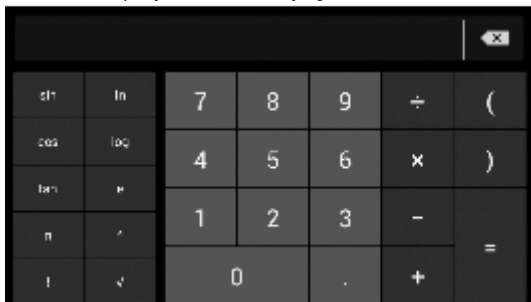 sin ln 7 8 9 ÷ (
cos log 4 5 6 × )
tan e 1 2 3 −
π ^ =
! √ 0 . +